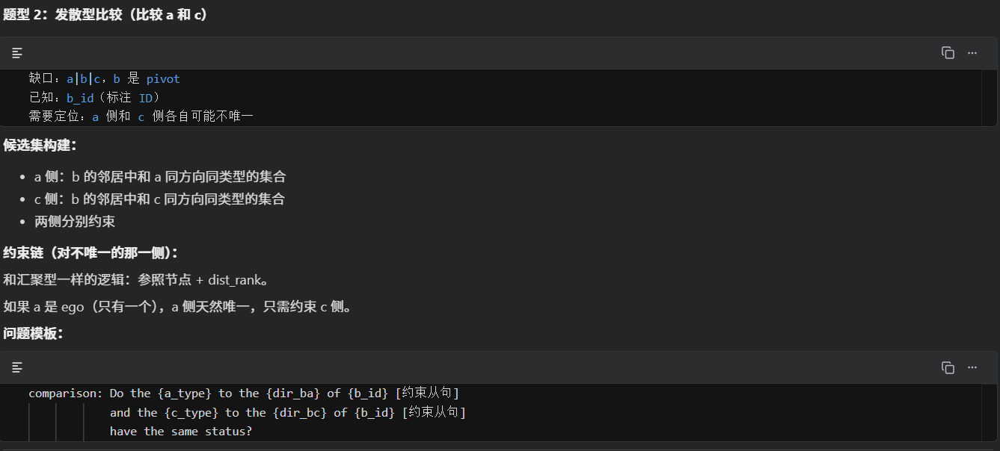 题型 2：发散型比较（比较 a 和 c）
缺口：a|b|c，b 是 pivot
已知：b_id（标注 ID）
需要定位：a 侧和 c 侧各自可能不唯一
候选集构建：
• a 侧：b 的邻居中和 a 同方向同类型的集合
• c 侧：b 的邻居中和 c 同方向同类型的集合
• 两侧分别约束
约束链（对不唯一的那一侧）：
和汇聚型一样的逻辑：参照节点 + dist_rank。
如果 a 是 ego（只有一个），a 侧天然唯一，只需约束 c 侧。
问题模板：
comparison: Do the {a_type} to the {dir_ba} of {b_id} [约束从句]
and the {c_type} to the {dir_bc} of {b_id} [约束从句]
have the same status?